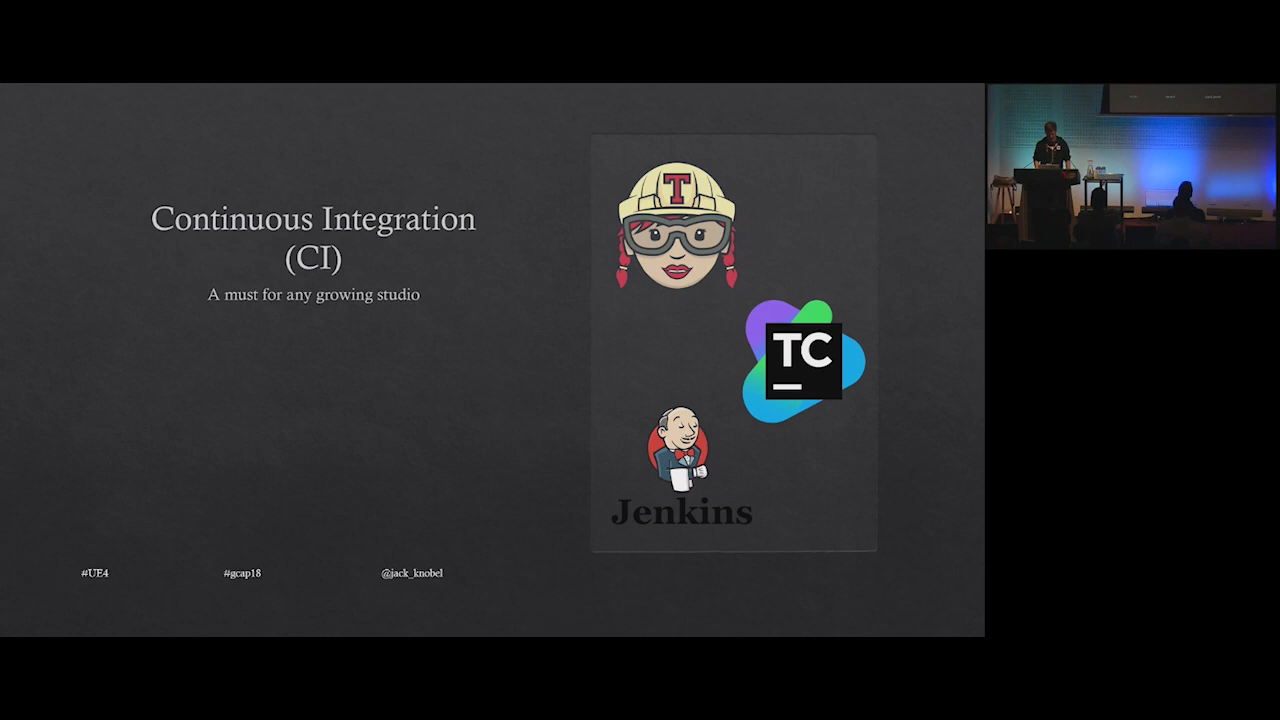 Continuous Integration
(CI)
A must for any growing studio
T
TC
Jenkins
#UE4
#gcap18
@jack_knobel